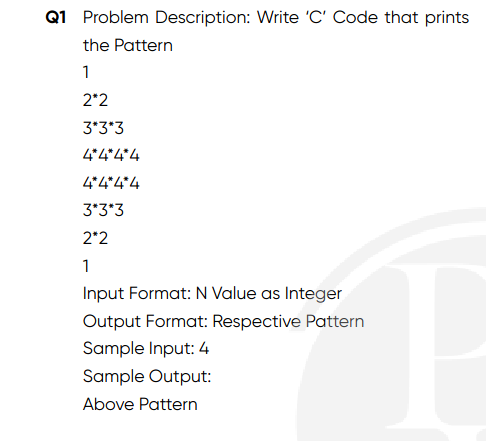 Q1 Problem Description: Write ‘C’ Code that prints
the Pattern
1
2*2
3*3*3
4*4*4*4
4*4*4*4
3*3*3
2*2
1
Input Format: N Value as Integer
Output Format: Respective Pattern
Sample Input: 4
Sample Output:
Above Pattern